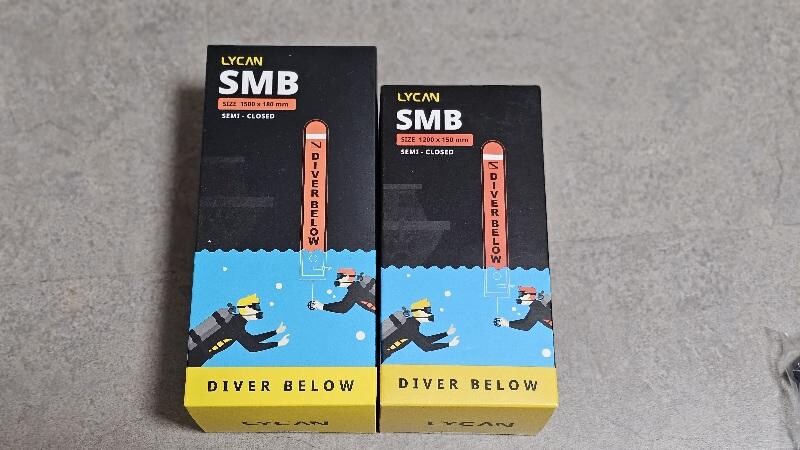 LYCAN
SMB
SIZE 1500 x 180 mm
SEMI - CLOSED
DIVER BELOW
DIVER BELOW
LYCAN
LYCAN
SMB
SIZE 1200 x 150 mm
SEMI - CLOSED
DIVER BELOW
DIVER BELOW
LYCAN